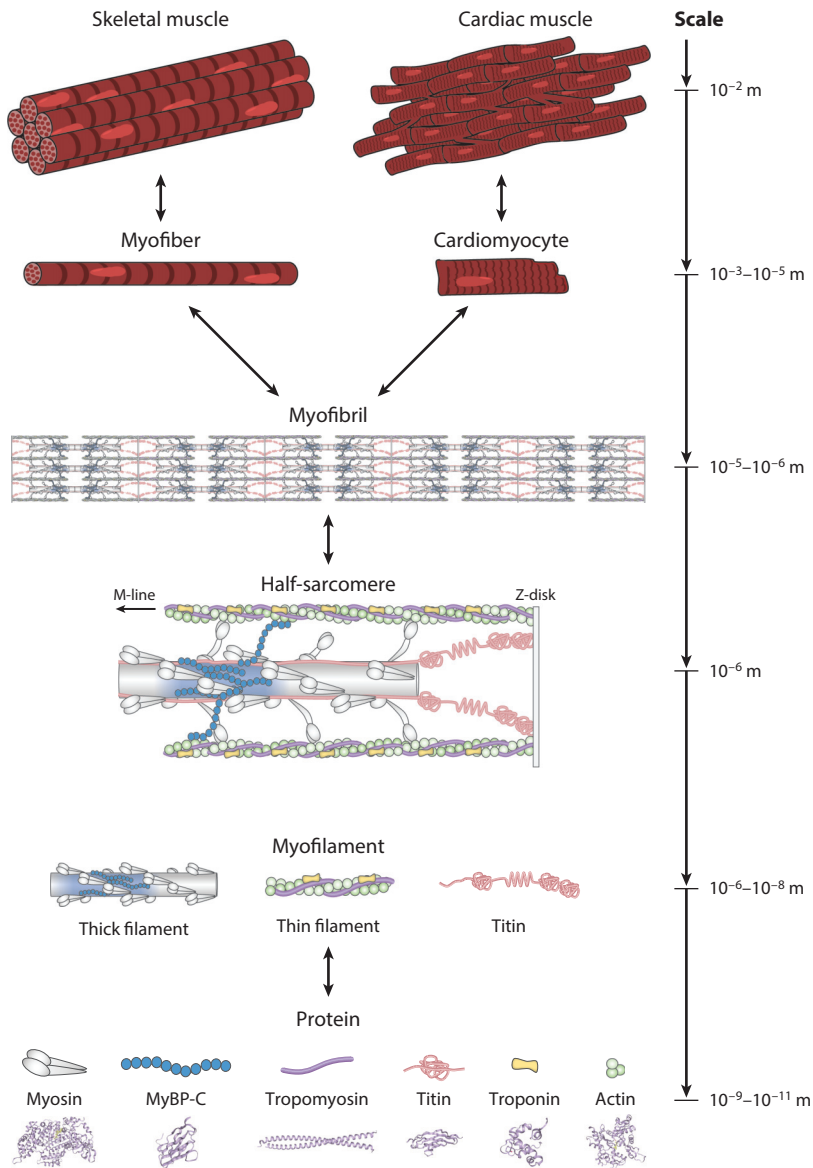 Skeletal muscle
Cardiac muscle
Scale
10⁻² m
Myofiber
Cardiomyocyte
10⁻³–10⁻⁵ m
Myofibril
10⁻⁵–10⁻⁶ m
Half-sarcomere
M-line
Z-disk
10⁻⁶ m
Myofilament
10⁻⁶–10⁻⁸ m
Thick filament
Thin filament
Titin
Protein
Myosin
MyBP-C
Tropomyosin
Titin
Troponin
Actin
10⁻⁹–10⁻¹¹ m